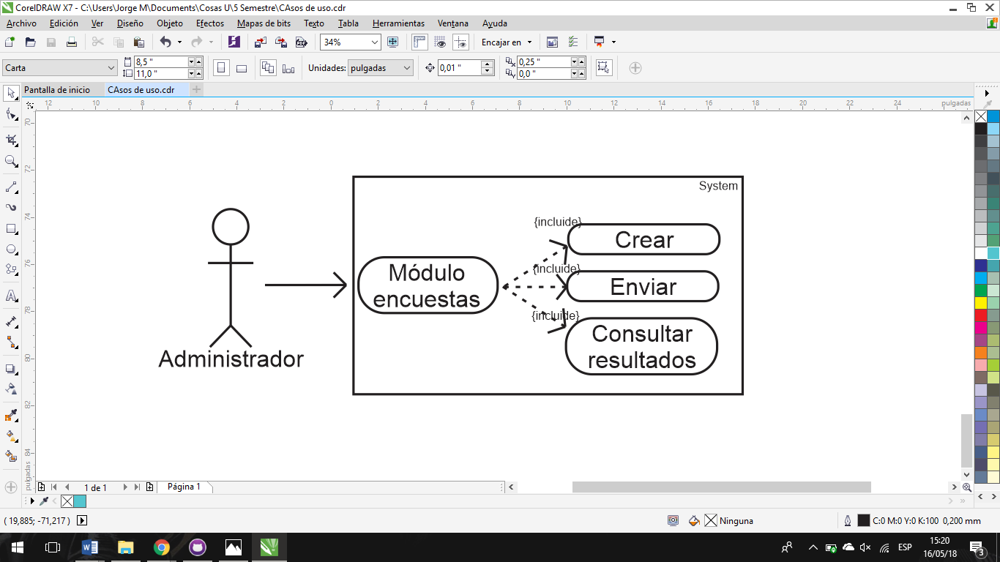 CorelDRAW X7 - C:\Users\Jorge M\Documents\Cosas U\5 Semestre\CAsos de uso.cdr
Archivo Edición Ver Diseño Objeto Efectos Mapas de bits Texto Tabla Herramientas Ventana Ayuda
34% Encajar en
Carta 8,5 " 11,0 " Unidades: pulgadas 0,01 " 0,25 " 0,0 "
Pantalla de inicio CAsos de uso.cdr
12 10 8 6 4 2 0 2 4 6 8 10 12 14 16 18 20 22 24 pulgadas
70
72
System
74
{incluide}
Crear
76
{incluide}
Módulo
encuestas
Enviar
78
{incluide}
Consultar
resultados
80
Administrador
82
84
pulgadas
1 de 1 Página 1
( 19,885; -71,217 ) Ninguna C:0 M:0 Y:0 K:100 0,200 mm
ESP 15:20
16/05/18 3